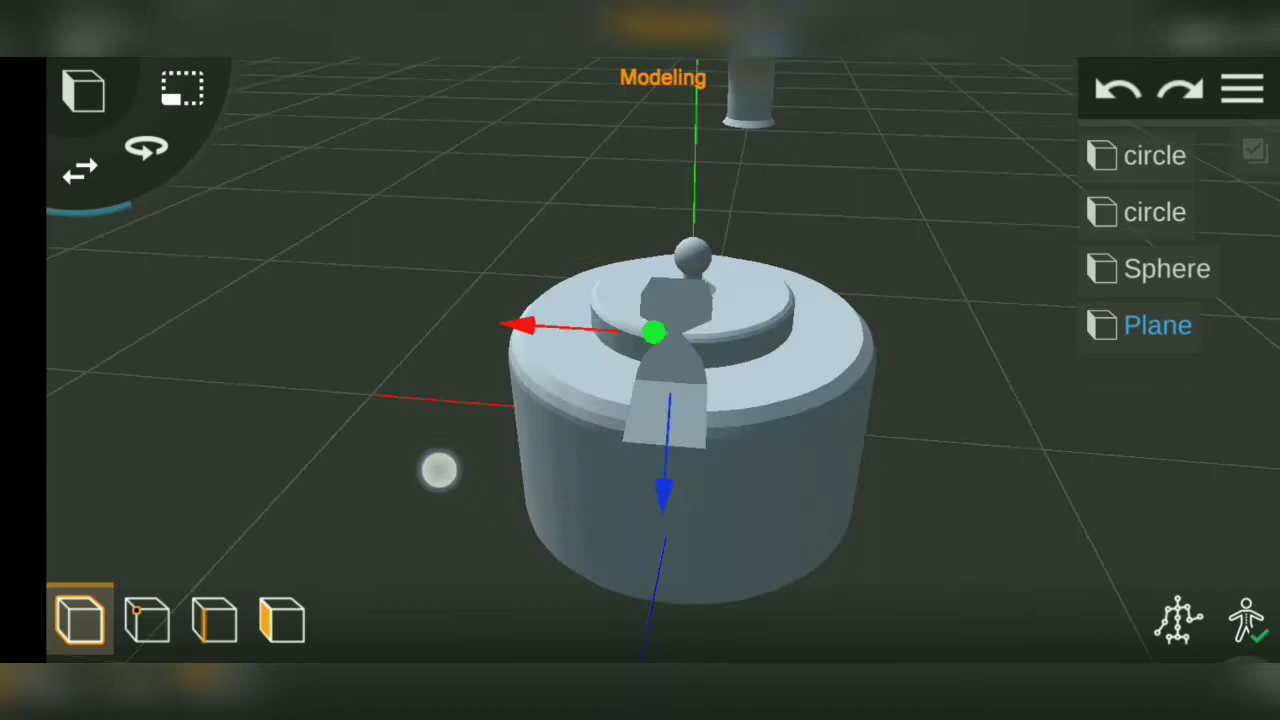 Modeling
circle
circle
Sphere
Plane